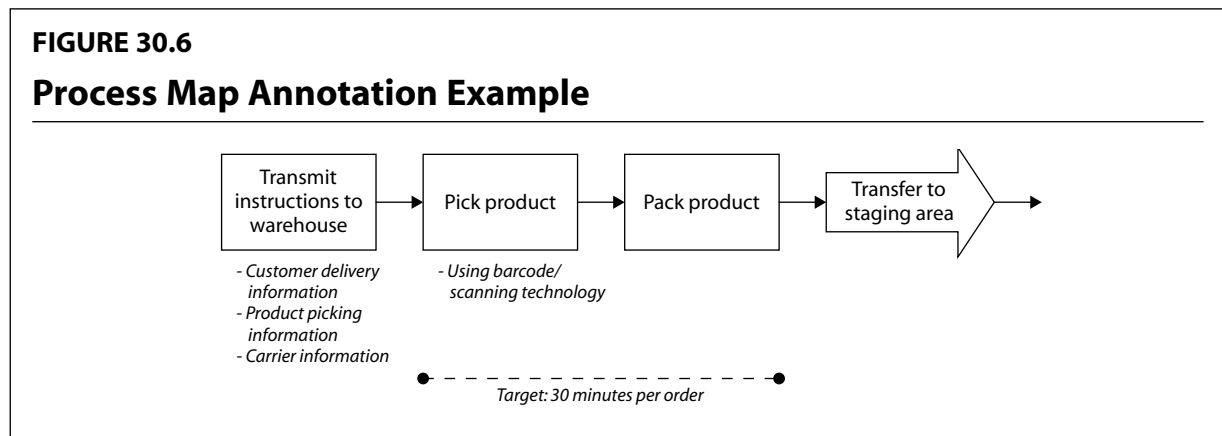 FIGURE 30.6
Process Map Annotation Example
Transmit
instructions to
warehouse
Pick product
Pack product
Transfer to
staging area
- Customer delivery
information
- Product picking
information
- Carrier information
- Using barcode/
scanning technology
Target: 30 minutes per order